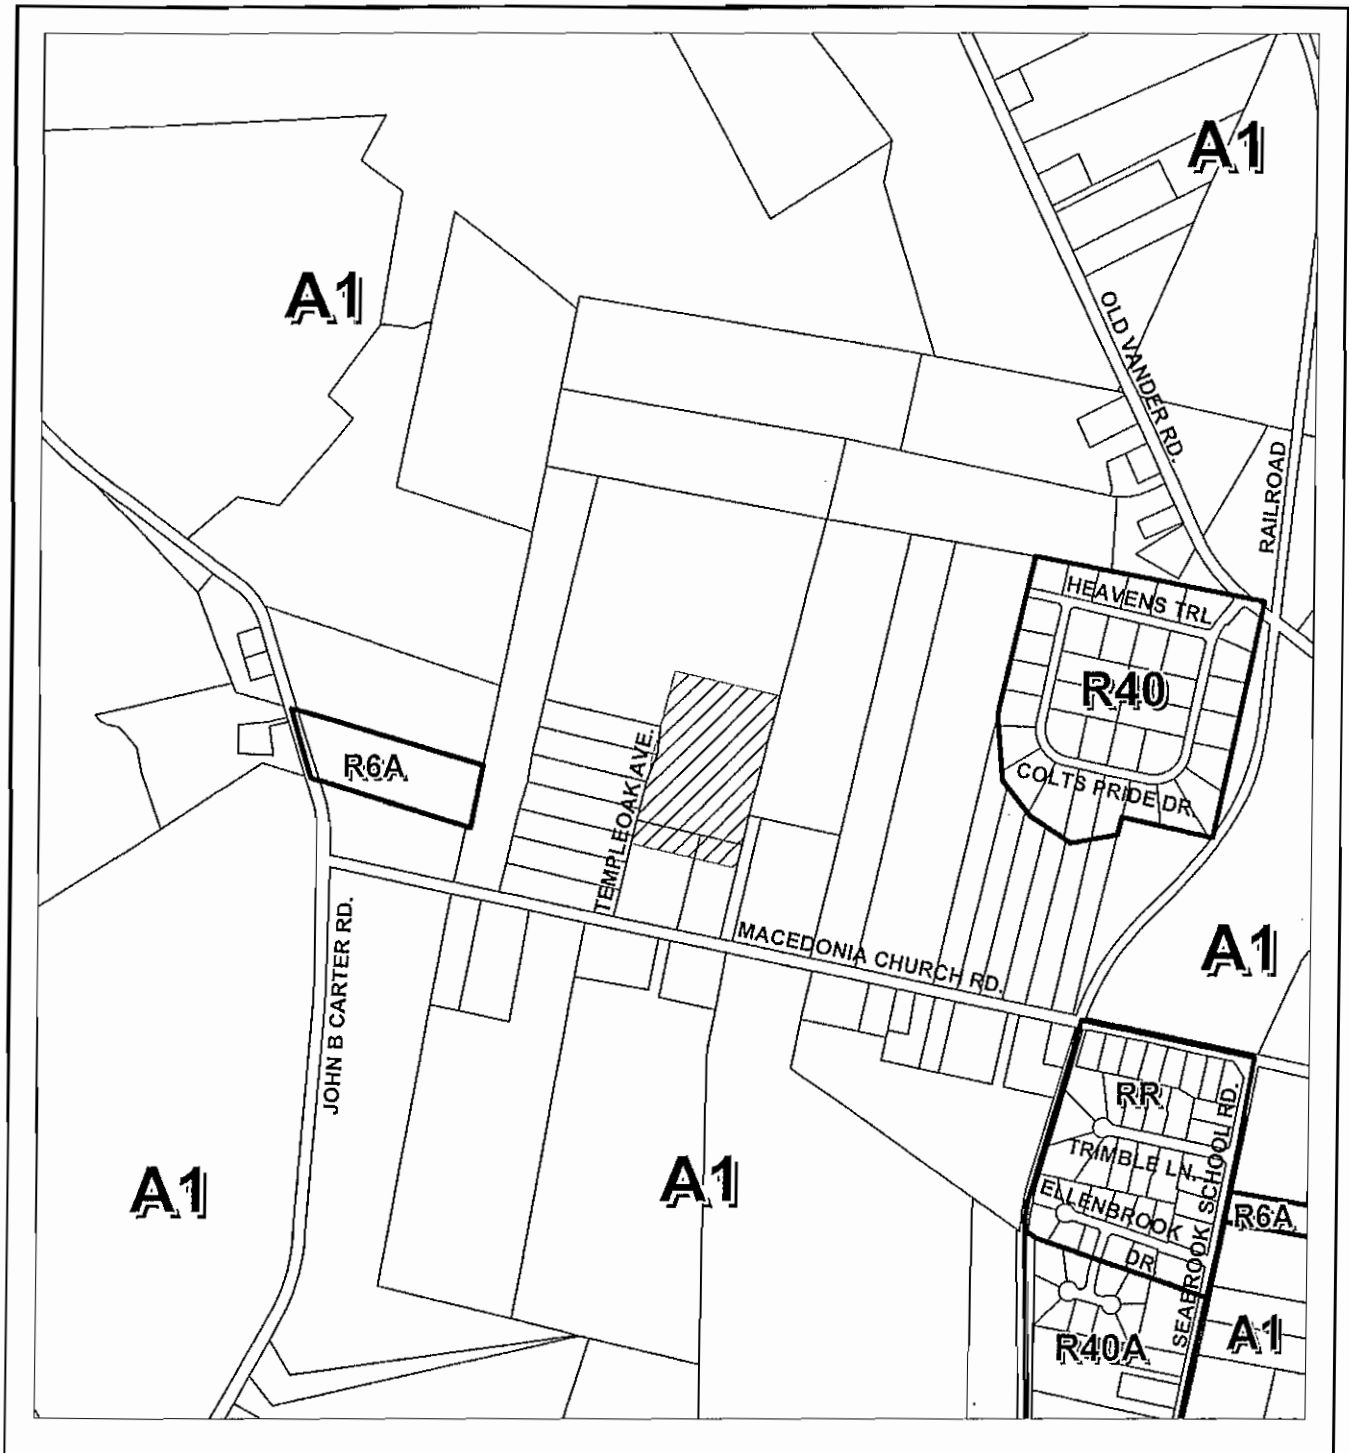 A1
A1
OLD VANDER RD.
RAILROAD
HEAVENS TRL
R40
COLTS PRIDE DR.
R6A
TEMPLEOAK AVE.
MACEDONIA CHURCH RD.
JOHN B CARTER RD.
A1
RR
TRIMBLE LN.
SEABROOK SCHOOL RD.
ELLENBROOK
DR.
R6A
A1
A1
A1
R40A